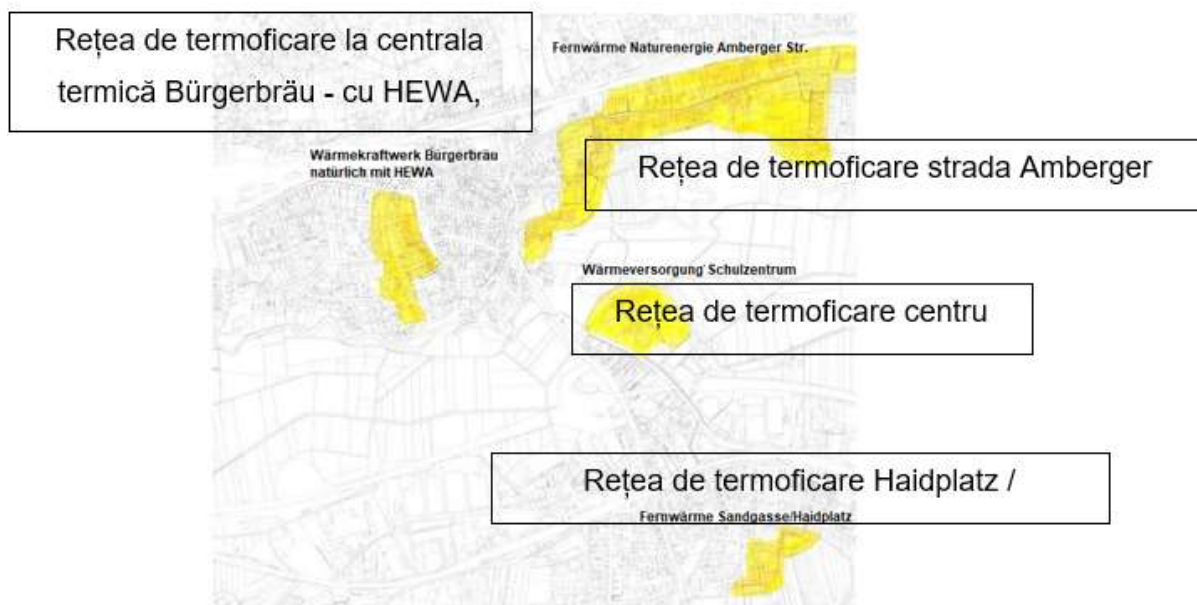 Rețea de termoficare la centrala
termică Bürgerbräu - cu HEWA,
Fernwärme Naturenergie Amberger Str.
Wärmekraftwerk Bürgerbräu
natürlich mit HEWA
Rețea de termoficare strada Amberger
Wärmeversorgung Schulzentrum
Rețea de termoficare centru
Rețea de termoficare Haidplatz /
Fernwärme Sandgasse/Haidplatz